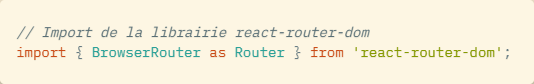 // Import de la librairie react-router-dom
import { BrowserRouter as Router } from 'react-router-dom';